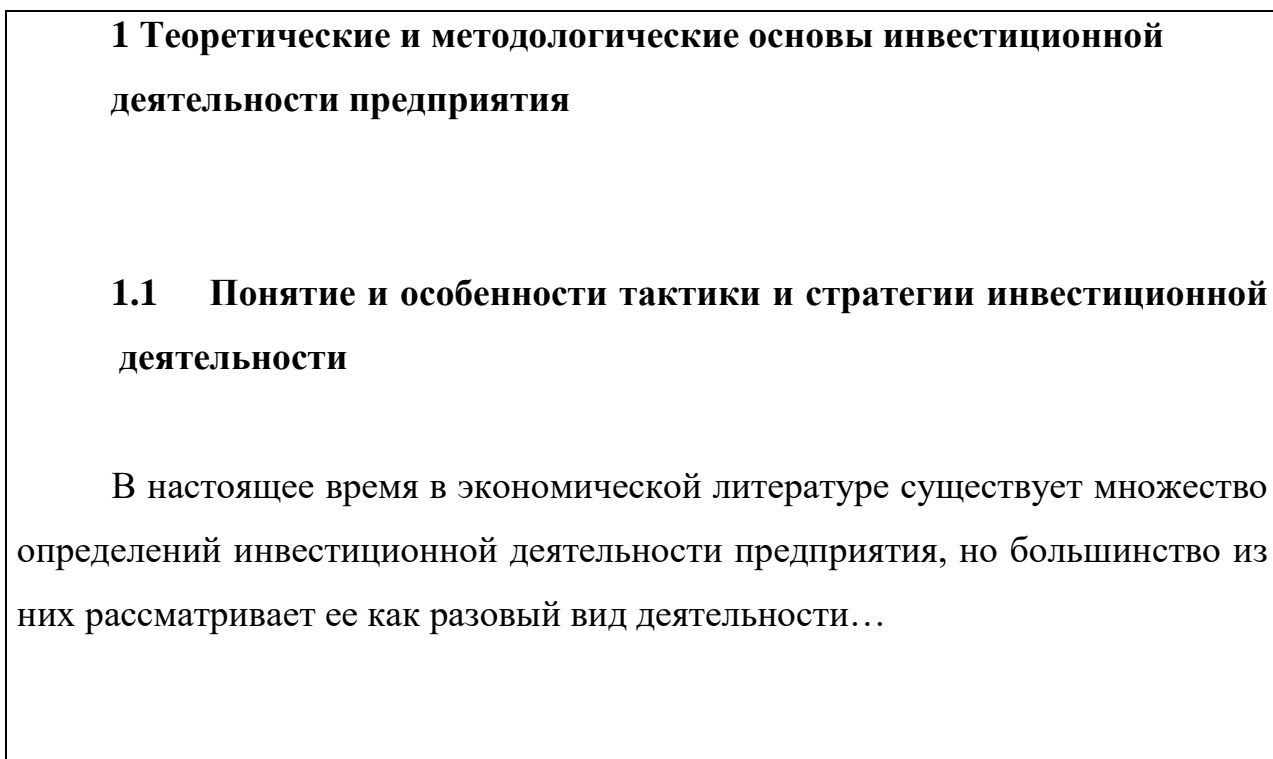 1 Теоретические и методологические основы инвестиционной
деятельности предприятия
1.1 Понятие и особенности тактики и стратегии инвестиционной
деятельности
В настоящее время в экономической литературе существует множество
определений инвестиционной деятельности предприятия, но большинство из
них рассматривает ее как разовый вид деятельности…